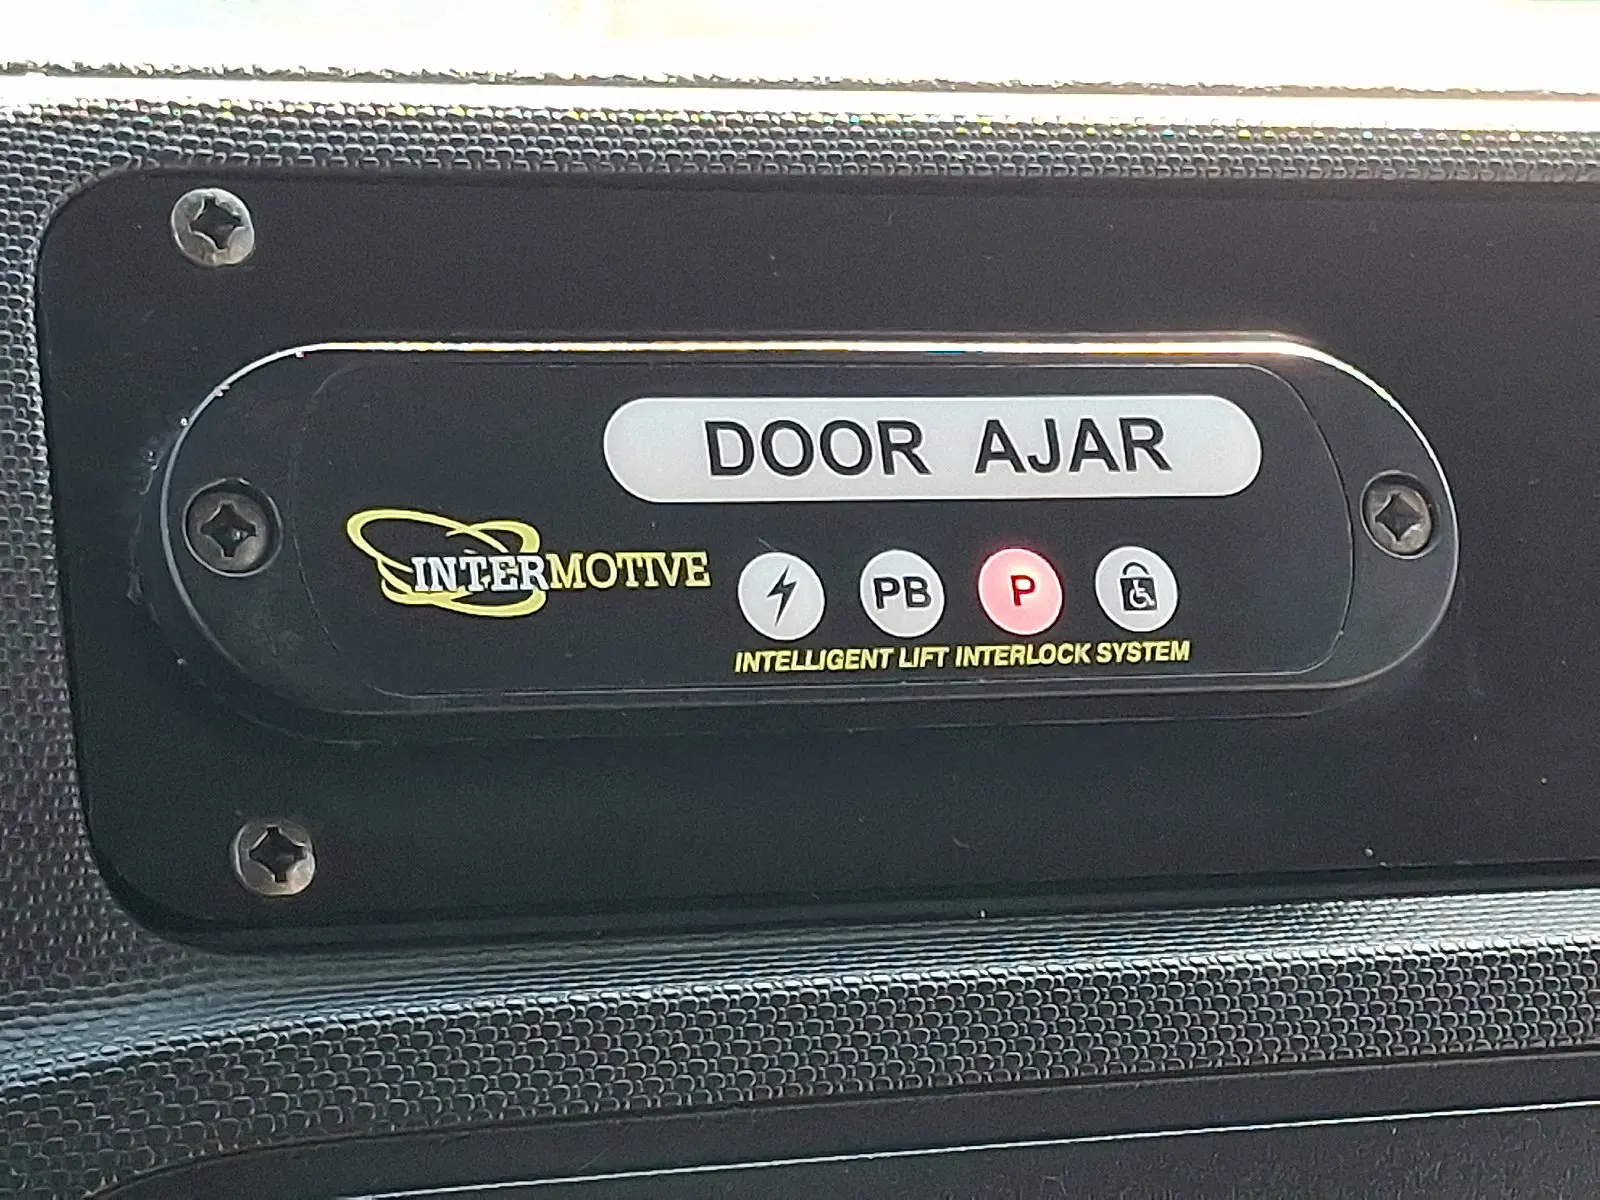 DOOR AJAR
INTERMOTIVE
PB
P
INTELLIGENT LIFT INTERLOCK SYSTEM